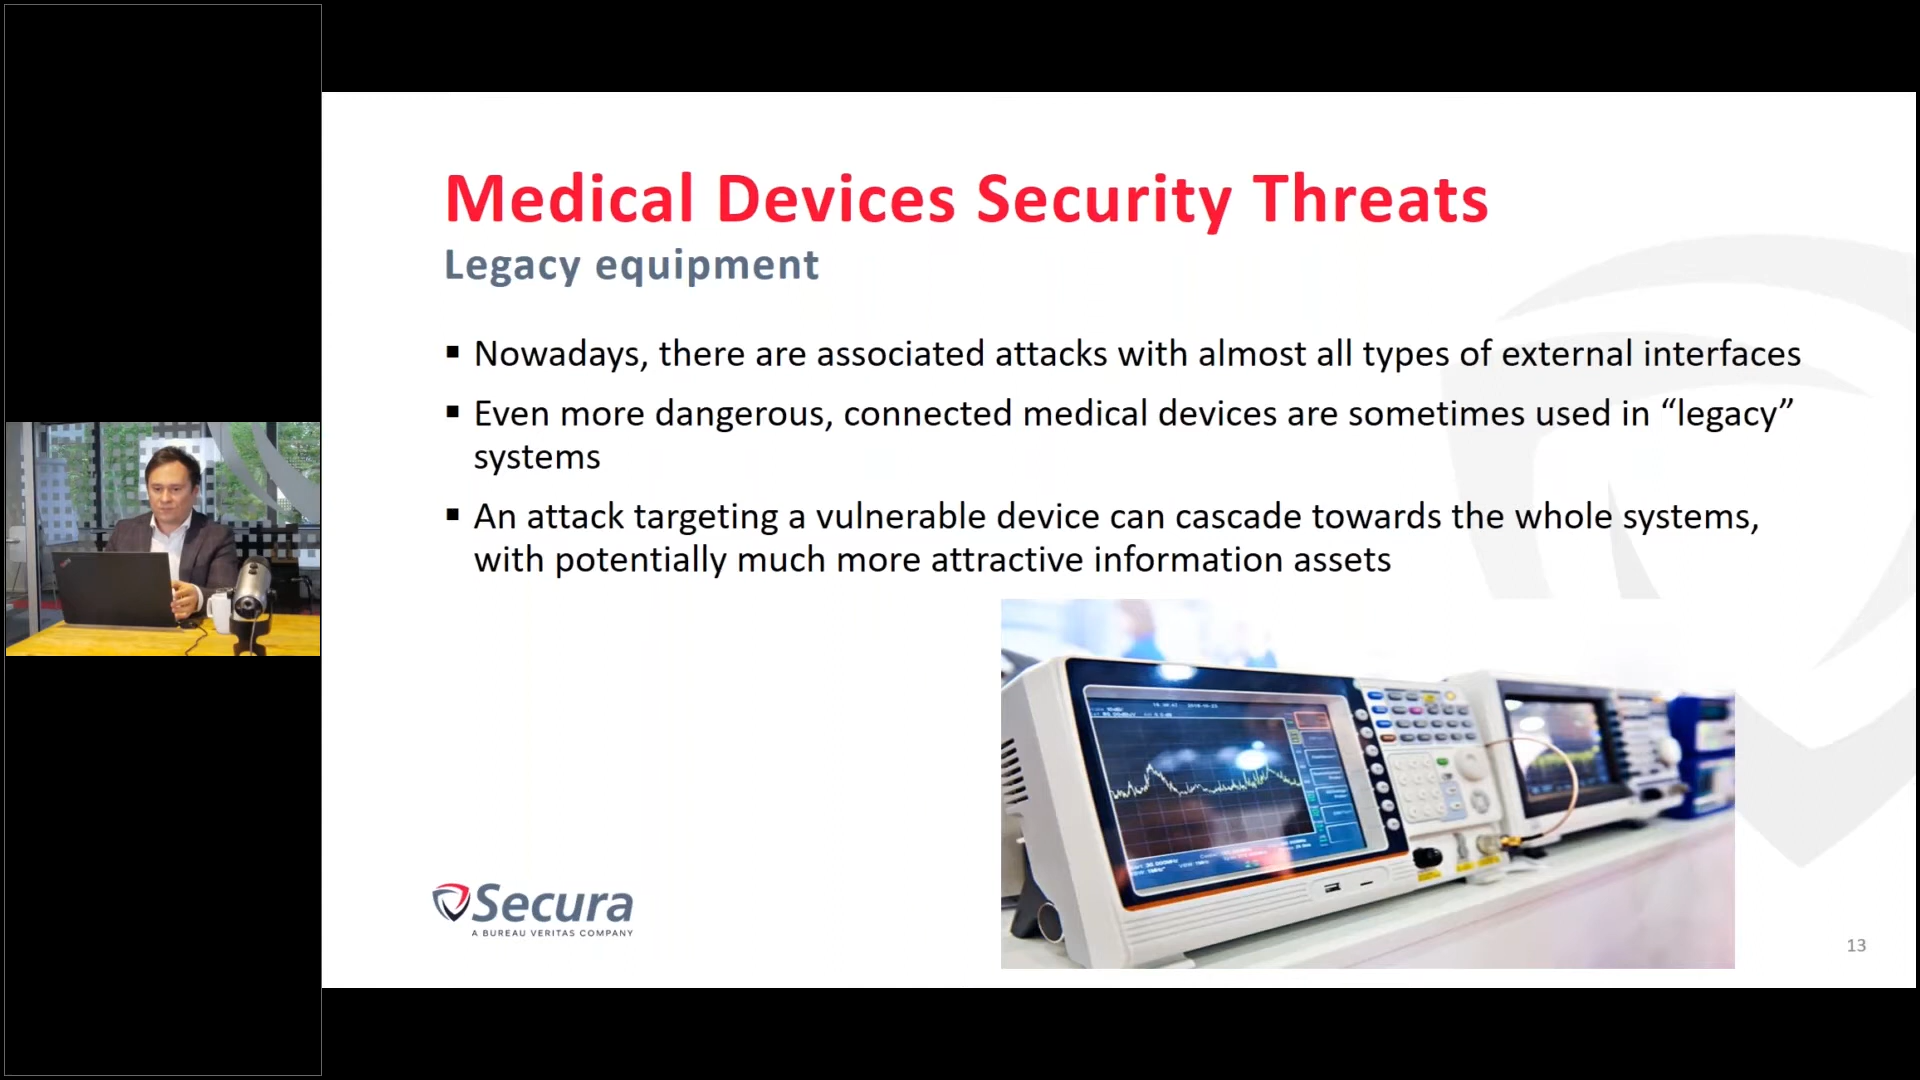 Medical Devices Security Threats
Legacy equipment
▪ Nowadays, there are associated attacks with almost all types of external interfaces
▪ Even more dangerous, connected medical devices are sometimes used in “legacy”
systems
▪ An attack targeting a vulnerable device can cascade towards the whole systems,
with potentially much more attractive information assets
Secura
A BUREAU VERITAS COMPANY
13